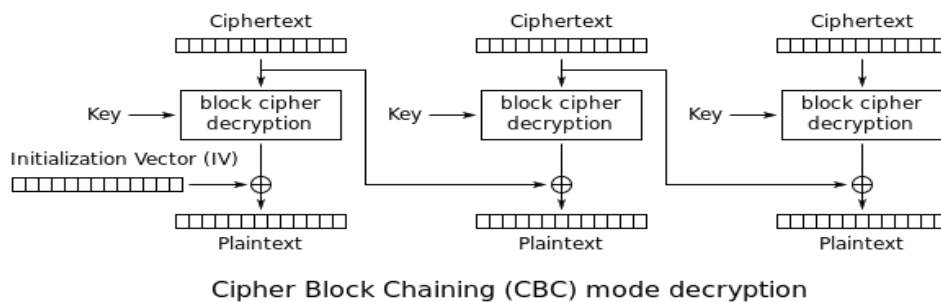 Ciphertext Ciphertext Ciphertext
Key block cipher decryption Key block cipher decryption Key block cipher decryption
Initialization Vector (IV)
Plaintext Plaintext Plaintext
Cipher Block Chaining (CBC) mode decryption